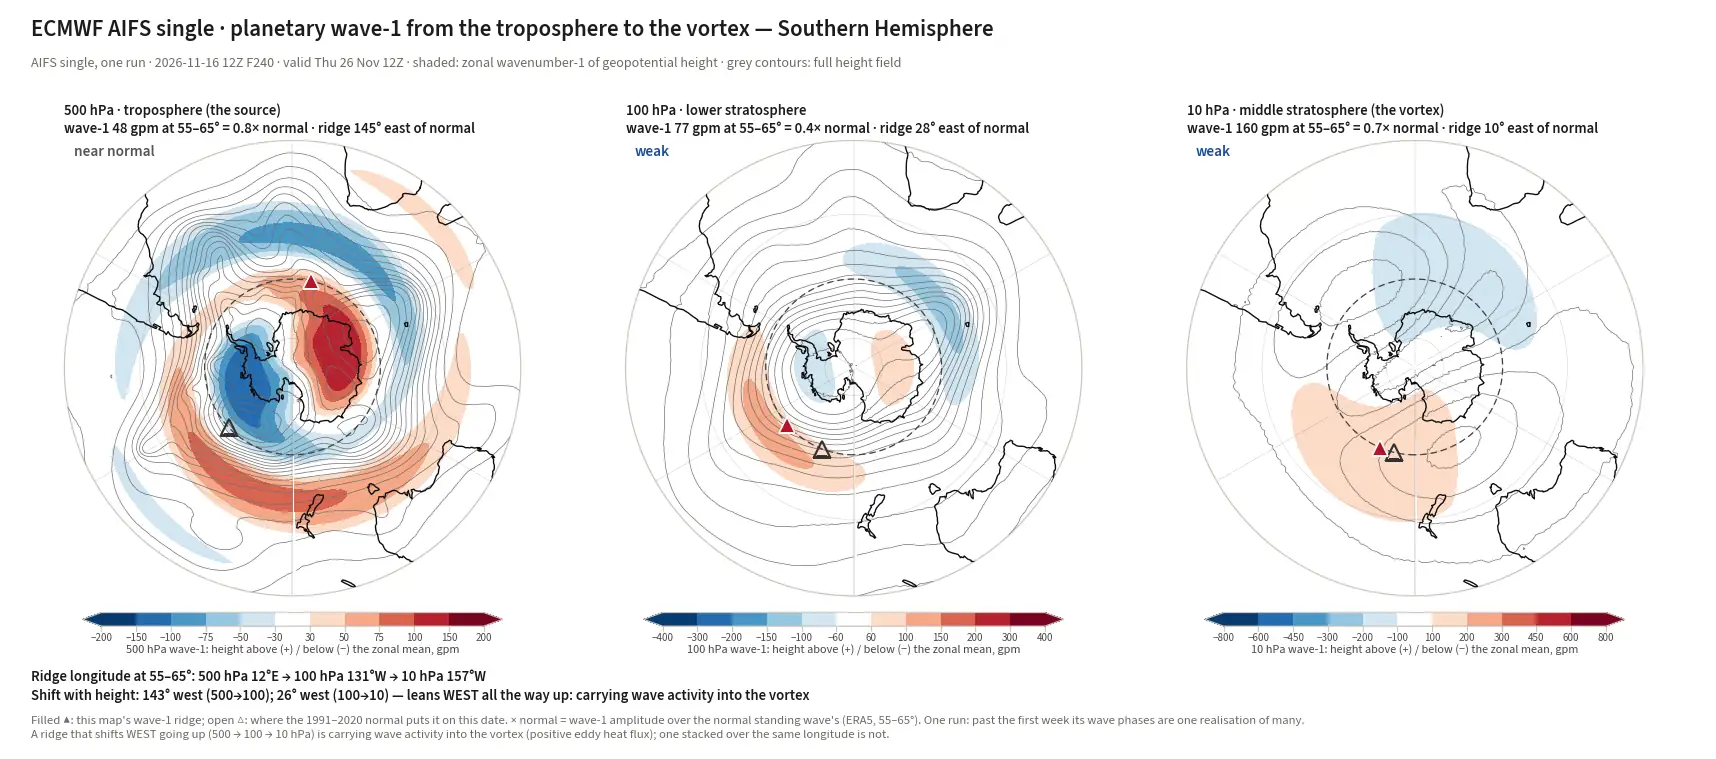 ECMWF AIFS single · planetary wave-1 from the troposphere to the vortex — Southern Hemisphere
AIFS single, one run · 2026-11-16 12Z F240 · valid Thu 26 Nov 12Z · shaded: zonal wavenumber-1 of geopotential height · grey contours: full height field
500 hPa · troposphere (the source)
wave-1 48 gpm at 55–65° = 0.8× normal · ridge 145° east of normal
near normal
100 hPa · lower stratosphere
wave-1 77 gpm at 55–65° = 0.4× normal · ridge 28° east of normal
weak
10 hPa · middle stratosphere (the vortex)
wave-1 160 gpm at 55–65° = 0.7× normal · ridge 10° east of normal
weak
−200 −150 −100 −75 −50 −30 30 50 75 100 150 200
500 hPa wave-1: height above (+) / below (−) the zonal mean, gpm
−400 −300 −200 −150 −100 −60 60 100 150 200 300 400
100 hPa wave-1: height above (+) / below (−) the zonal mean, gpm
−800 −600 −450 −300 −200 −100 100 200 300 450 600 800
10 hPa wave-1: height above (+) / below (−) the zonal mean, gpm
Ridge longitude at 55–65°: 500 hPa 12°E → 100 hPa 131°W → 10 hPa 157°W
Shift with height: 143° west (500→100); 26° west (100→10) — leans WEST all the way up: carrying wave activity into the vortex
Filled ▲: this map's wave-1 ridge; open △: where the 1991–2020 normal puts it on this date. × normal = wave-1 amplitude over the normal standing wave's (ERA5, 55–65°). One run: past the first week its wave phases are one realisation of many.
A ridge that shifts WEST going up (500 → 100 → 10 hPa) is carrying wave activity into the vortex (positive eddy heat flux); one stacked over the same longitude is not.